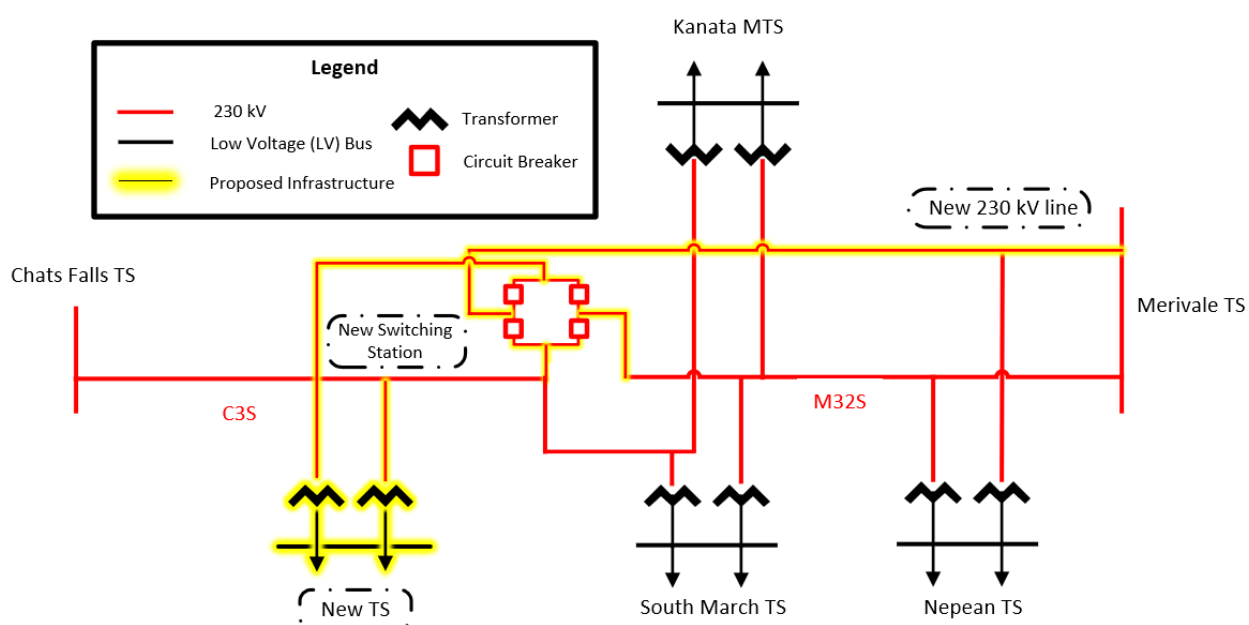 Kanata MTS
Legend
230 kV
Low Voltage (LV) Bus
Proposed Infrastructure
Transformer
Circuit Breaker
New 230 kV line
Chats Falls TS
Merivale TS
New Switching
Station
C3S
M32S
New TS
South March TS
Nepean TS